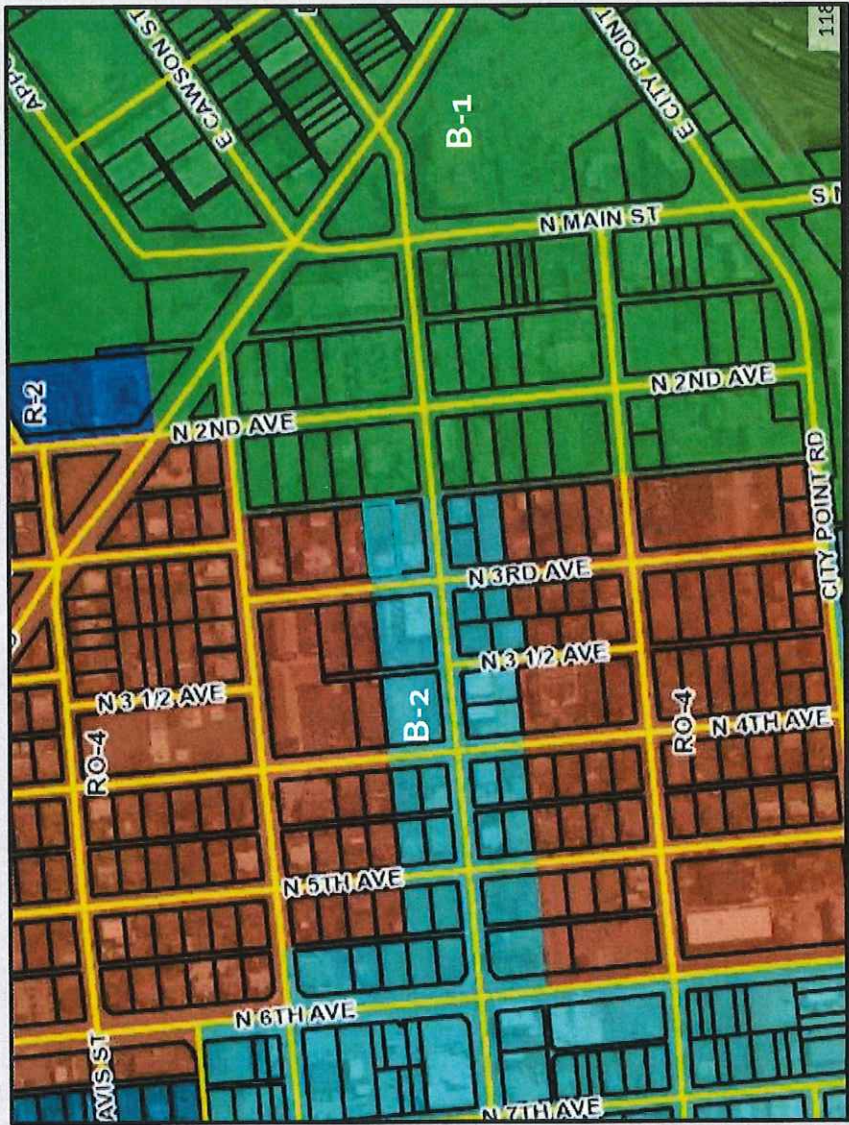 118
E CAWSON ST
E CITY POINT
B-1
N MAIN ST
R-2
N 2ND AVE
N 2ND AVE
CITY POINT RD
N 3RD AVE
N 3 1/2 AVE
N 3 1/2 AVE
B-2
RO-4
N 4TH AVE
RO-4
N 5TH AVE
N 6TH AVE
AVIS ST
N 7TH AVE